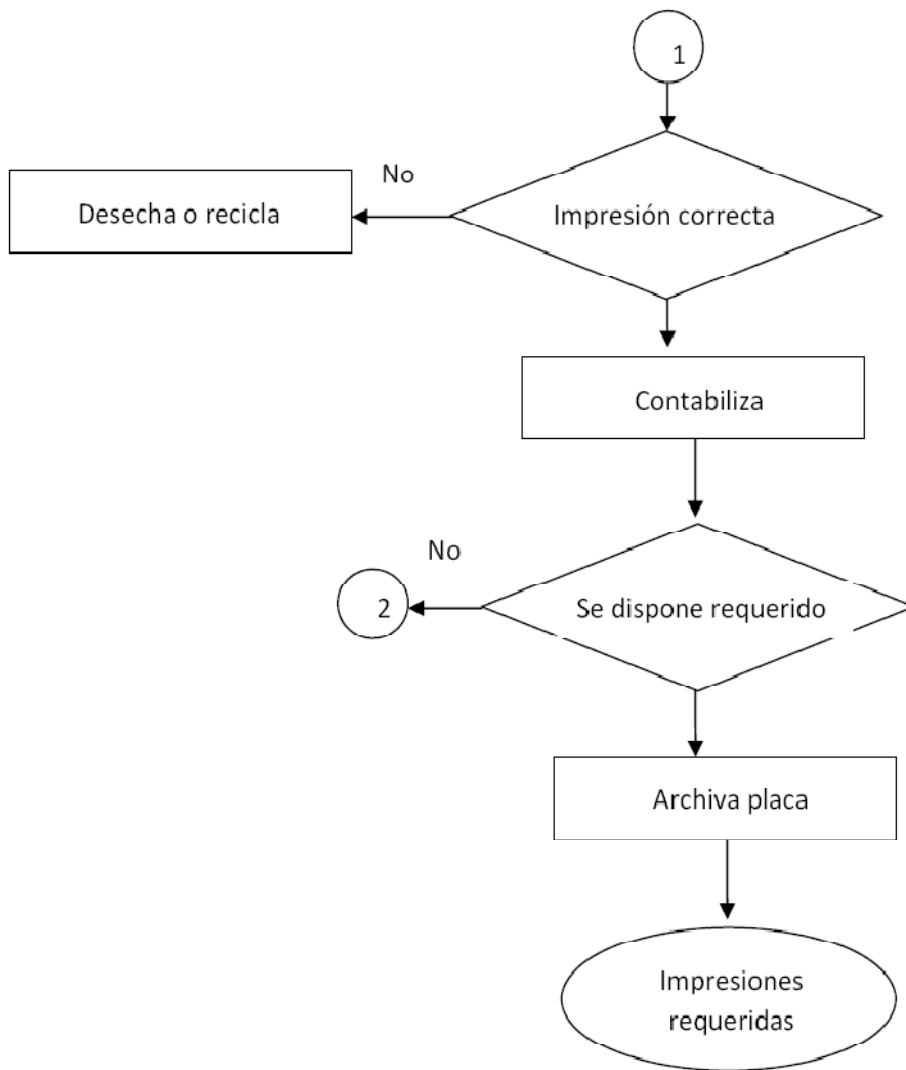 1
No
Desecha o recicla
Impresión correcta
Contabiliza
No
2
Se dispone requerido
Archiva placa
Impresiones
requeridas